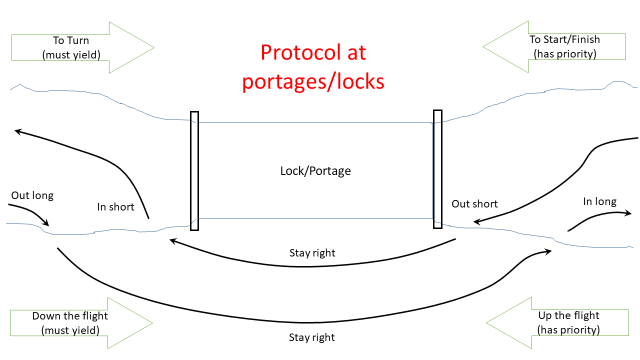 To Turn
(must yield)
Protocol at
portages/locks
To Start/Finish
(has priority)
Lock/Portage
Out long
In short
Out short
In long
Stay right
Down the flight
(must yield)
Up the flight
(has priority)
Stay right